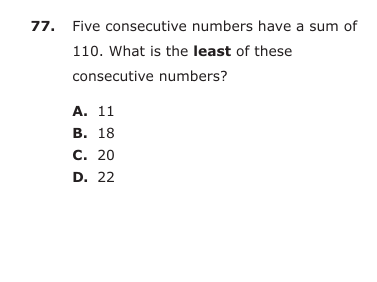 77. Five consecutive numbers have a sum of
110. What is the least of these
consecutive numbers?
A. 11
B. 18
C. 20
D. 22